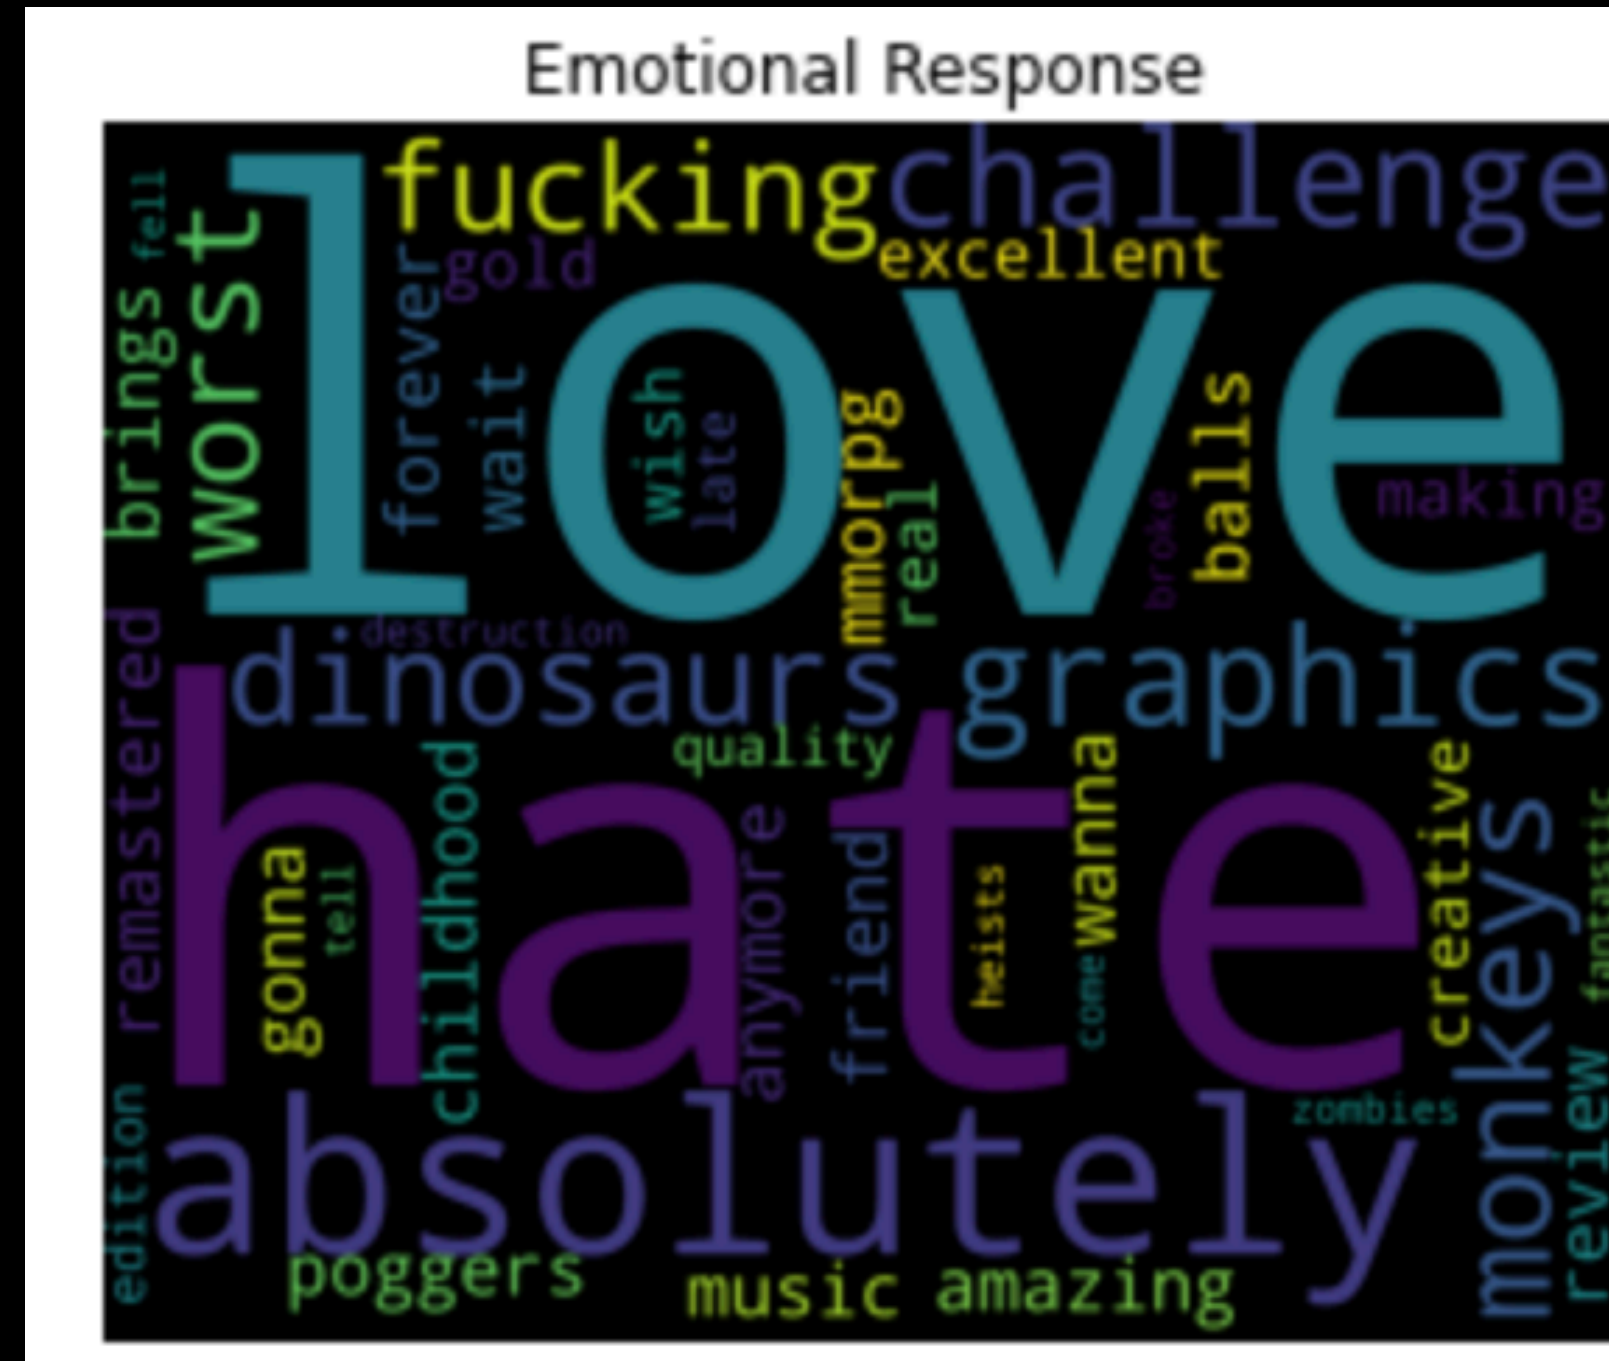 Emotional Response
fucking
challenge
fell
worst
love
gold
excellent
forever
brings
wait
wish
late
mmorpg
real
broke
balls
making
destruction
dinosaurs
graphics
remastered
hate
quality
childhood
wanna
creative
monkeys
fantastic
gonna
tell
anymore
friend
heists
come
absolutely
zombies
review
edition
poggers
music
amazing